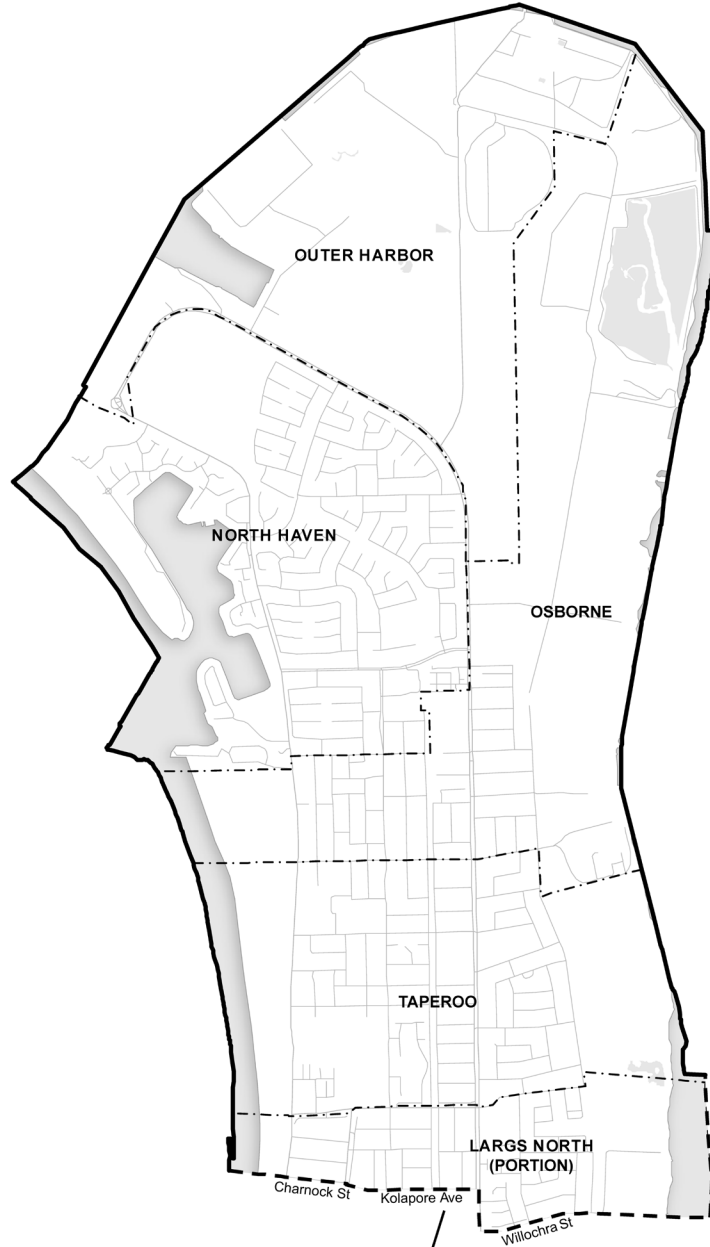 OUTER HARBOR
NORTH HAVEN
OSBORNE
TAPEROO
LARGS NORTH
(PORTION)
Charnock St
Kolapore Ave
Willochra St